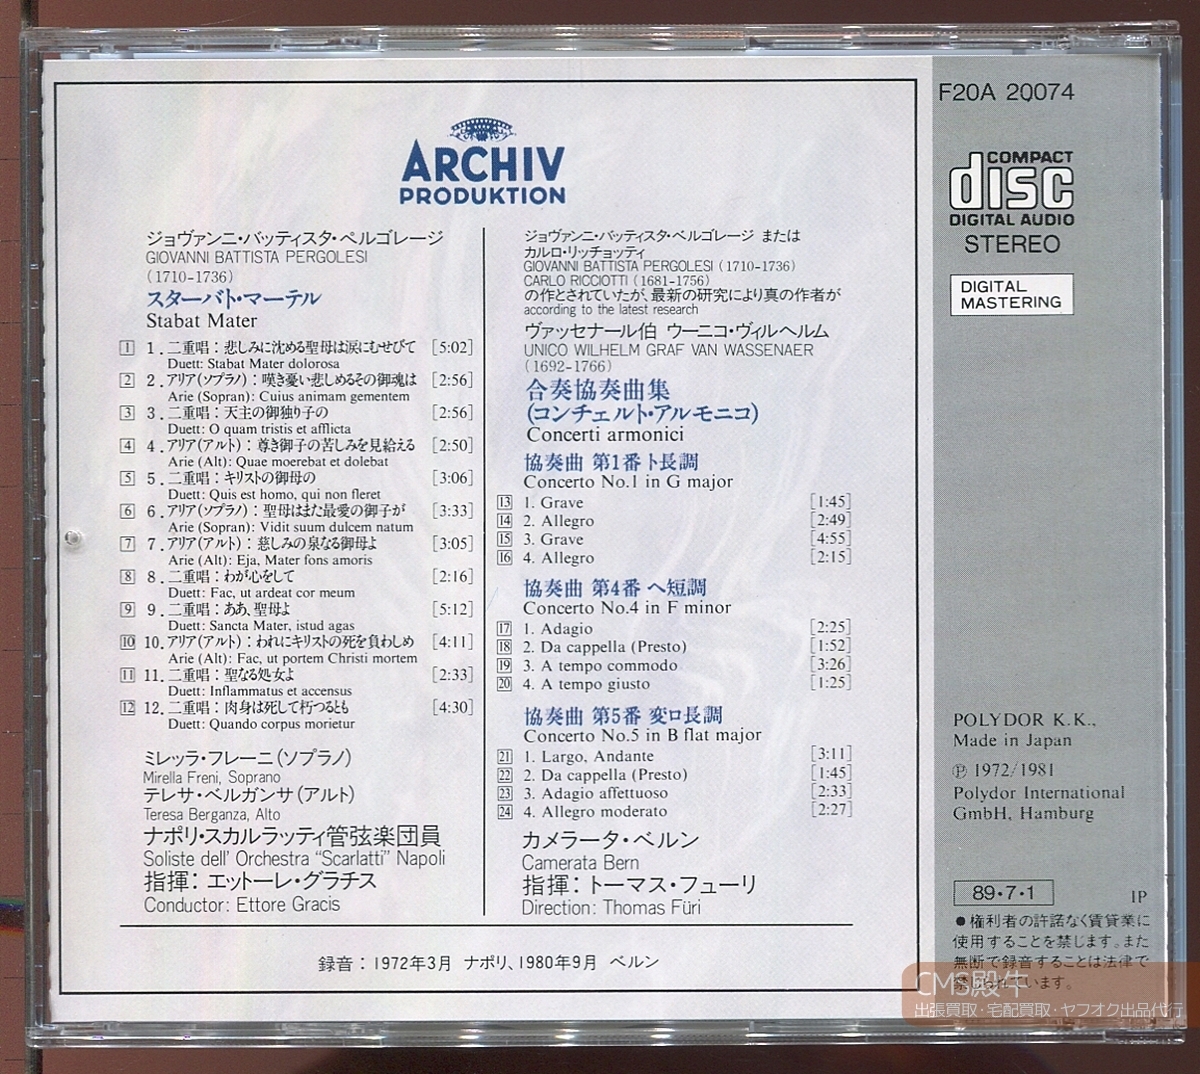 ARCHIV
PRODUKTION
ジョヴァンニ・バッティスタ・ペルゴレージ
GIOVANNI BATTISTA PERGOLESI
(1710-1736)
スターバト・マーテル
Stabat Mater
1 1. 二重唱：悲しみに沈める聖母は涙にむせびて [5:02]
Duett: Stabat Mater dolorosa
2 2. アリア(ソプラノ)：嘆き憂い悲しめるその御魂は [2:56]
Arie (Sopran): Cuius animam gementem
3 3. 二重唱：天主の御独り子の [2:56]
Duett: O quam tristis et afflicta
4 4. アリア(アルト)：尊き御子の苦しみを見給える [2:50]
Arie (Alt): Quae moerebat et dolebat
5 5. 二重唱：キリストの御母の [3:06]
Duett: Quis est homo, qui non fleret
6 6. アリア(ソプラノ)：聖母はまた最愛の御子が [3:33]
Arie (Sopran): Vidit suum dulcem natum
7 7. アリア(アルト)：慈しみの泉なる御母よ [3:05]
Arie (Alt): Eja, Mater fons amoris
8 8. 二重唱：わが心をして [2:16]
Duett: Fac, ut ardeat cor meum
9 9. 二重唱：ああ、聖母よ [5:12]
Duett: Sancta Mater, istud agas
10 10. アリア(アルト)：われにキリストの死を負わしめ [4:11]
Arie (Alt): Fac, ut portem Christi mortem
11 11. 二重唱：聖なる処女よ [2:33]
Duett: Inflammatus et accensus
12 12. 二重唱：肉身は死して朽つるとも [4:30]
Duett: Quando corpus morietur
ミレッラ・フレーニ(ソプラノ)
Mirella Freni, Soprano
テレサ・ベルガンサ(アルト)
Teresa Berganza, Alto
ナポリ・スカルラッティ管弦楽団員
Soliste dell' Orchestra "Scarlatti" Napoli
指揮：エットーレ・グラチス
Conductor: Ettore Gracis
ジョヴァンニ・バッティスタ・ペルゴレージ または
カルロ・リッチョッティ
GIOVANNI BATTISTA PERGOLESI (1710-1736)
CARLO RICCIOTTI (1681-1756)
の作とされていたが、最新の研究により真の作者が
according to the latest research
ヴァッセナール伯 ウーニコ・ヴィルヘルム
UNICO WILHELM GRAF VAN WASSENAER
(1692-1766)
合奏協奏曲集
(コンチェルト・アルモニコ)
Concerti armonici
協奏曲 第1番 ト長調
Concerto No.1 in G major
13 1. Grave [1:45]
14 2. Allegro [2:49]
15 3. Grave [4:55]
16 4. Allegro [2:15]
協奏曲 第4番 ヘ短調
Concerto No.4 in F minor
17 1. Adagio [2:25]
18 2. Da cappella (Presto) [1:52]
19 3. A tempo commodo [3:26]
20 4. A tempo giusto [1:25]
協奏曲 第5番 変ロ長調
Concerto No.5 in B flat major
21 1. Largo, Andante [3:11]
22 2. Da cappella (Presto) [1:45]
23 3. Adagio affettuoso [2:33]
24 4. Allegro moderato [2:27]
カメラータ・ベルン
Camerata Bern
指揮：トーマス・フューリ
Direction: Thomas Füri
録音：1972年3月 ナポリ、1980年9月 ベルン
F20A 20074
COMPACT
disc
DIGITAL AUDIO
STEREO
DIGITAL
MASTERING
POLYDOR K.K.,
Made in Japan
Ⓟ 1972/1981
Polydor International
GmbH, Hamburg
89・7・1
IP
●権利者の許諾なく賃貸業に
使用することを禁じます。また
無断で録音することは法律で
禁じられています。
CMS殿牛
出張買取・宅配買取・ヤフオク出品代行